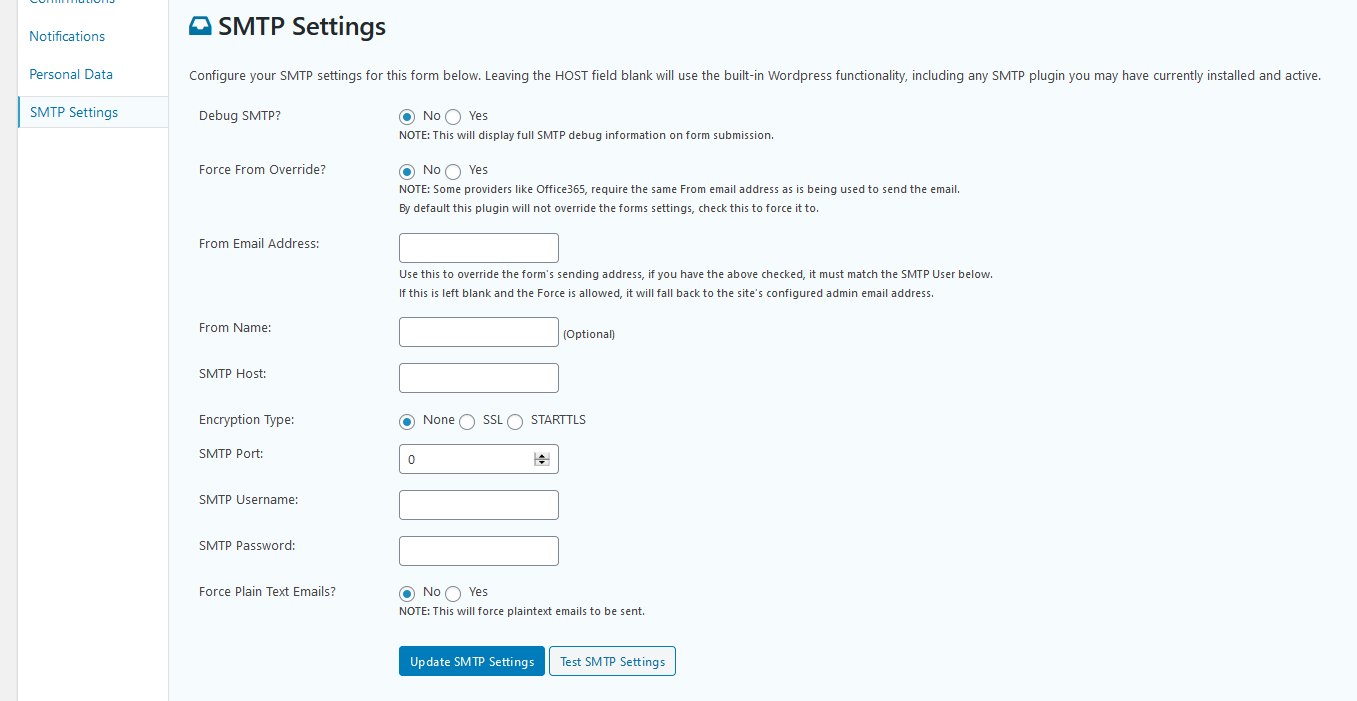 Confirmations
Notifications
Personal Data
SMTP Settings
SMTP Settings
Configure your SMTP settings for this form below. Leaving the HOST field blank will use the built-in Wordpress functionality, including any SMTP plugin you may have currently installed and active.
Debug SMTP?
No Yes
NOTE: This will display full SMTP debug information on form submission.
Force From Override?
No Yes
NOTE: Some providers like Office365, require the same From email address as is being used to send the email.
By default this plugin will not override the forms settings, check this to force it to.
From Email Address:
Use this to override the form's sending address, if you have the above checked, it must match the SMTP User below.
If this is left blank and the Force is allowed, it will fall back to the site's configured admin email address.
From Name:
(Optional)
SMTP Host:
Encryption Type:
None SSL STARTTLS
SMTP Port:
0
SMTP Username:
SMTP Password:
Force Plain Text Emails?
No Yes
NOTE: This will force plaintext emails to be sent.
Update SMTP Settings
Test SMTP Settings